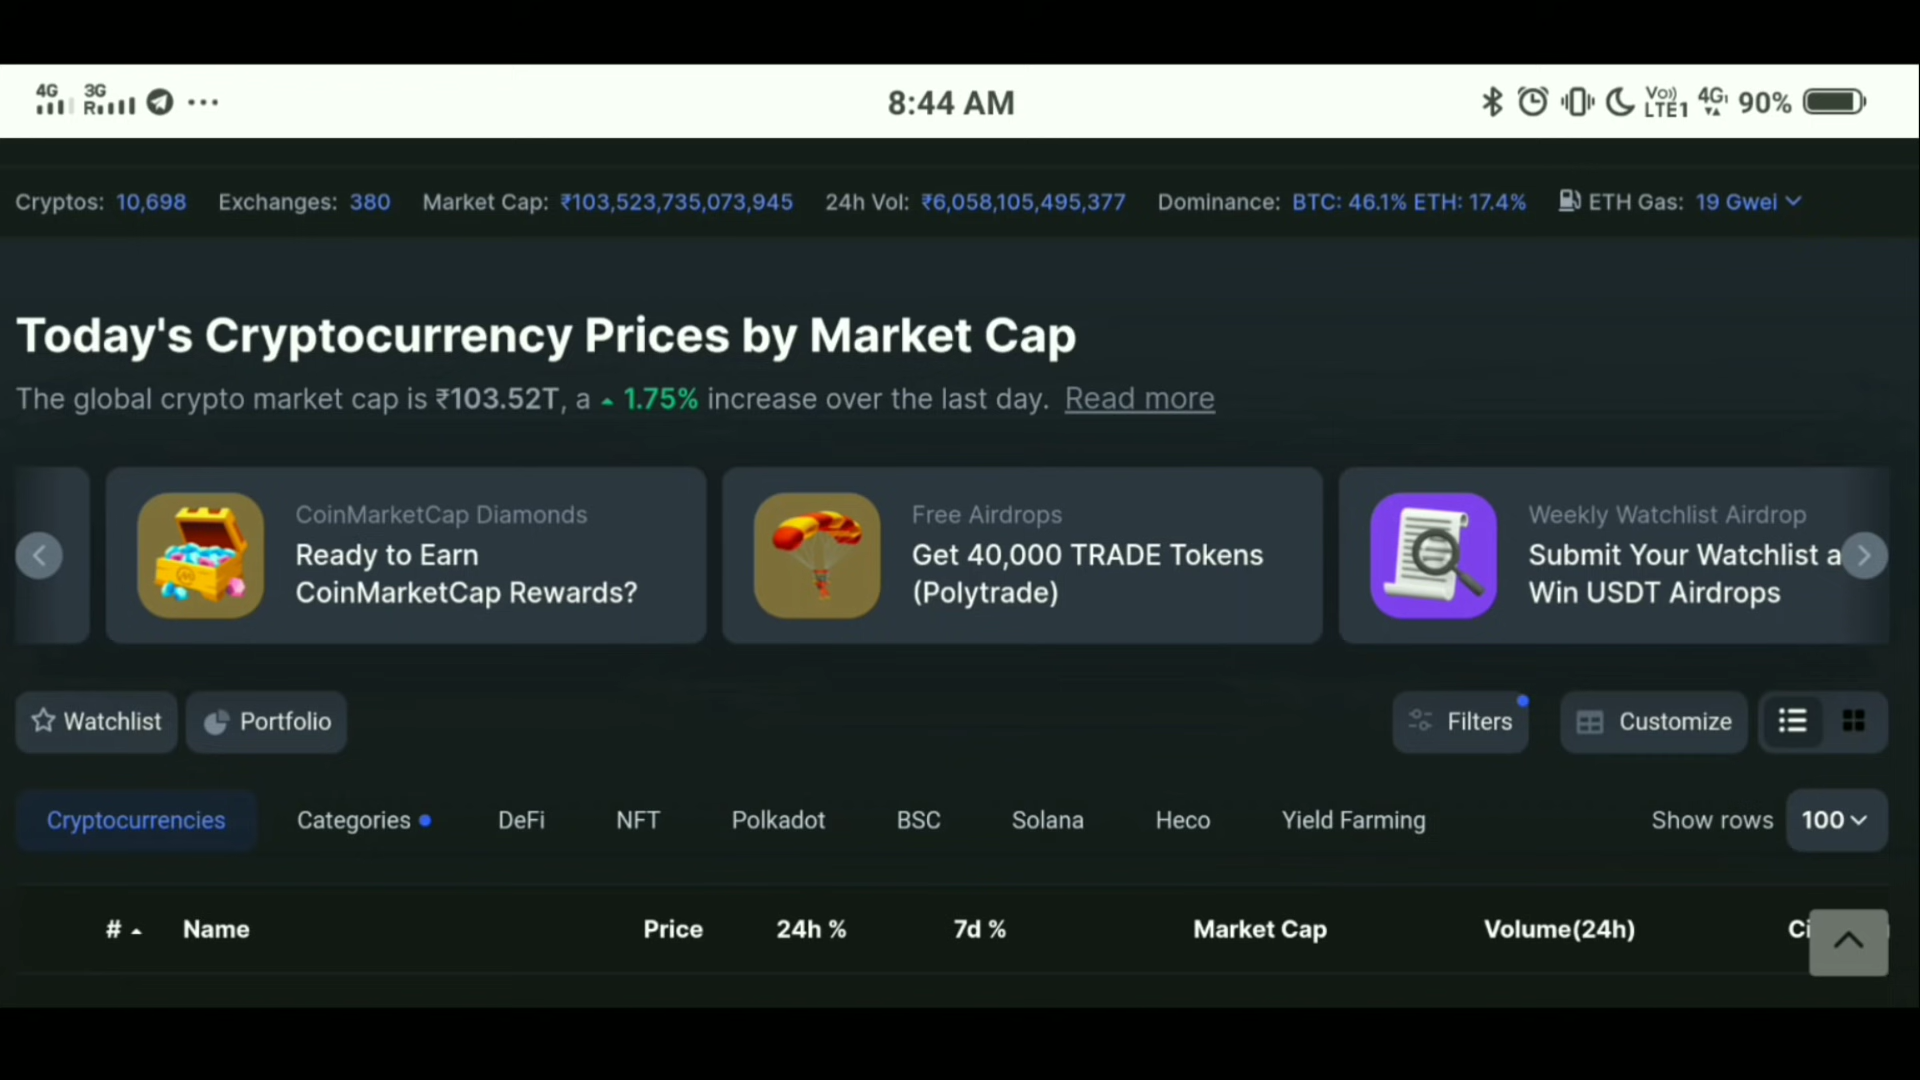 4G 3G R 8:44 AM Vo) LTE1 4G 90%
Cryptos: 10,698 Exchanges: 380 Market Cap: ₹103,523,735,073,945 24h Vol: ₹6,058,105,495,377 Dominance: BTC: 46.1% ETH: 17.4% ETH Gas: 19 Gwei
Today's Cryptocurrency Prices by Market Cap
The global crypto market cap is ₹103.52T, a 1.75% increase over the last day. Read more
CoinMarketCap Diamonds
Ready to Earn
CoinMarketCap Rewards?
Free Airdrops
Get 40,000 TRADE Tokens
(Polytrade)
Weekly Watchlist Airdrop
Submit Your Watchlist a
Win USDT Airdrops
Watchlist Portfolio Filters Customize
Cryptocurrencies Categories DeFi NFT Polkadot BSC Solana Heco Yield Farming Show rows 100
# Name Price 24h % 7d % Market Cap Volume(24h) Ci